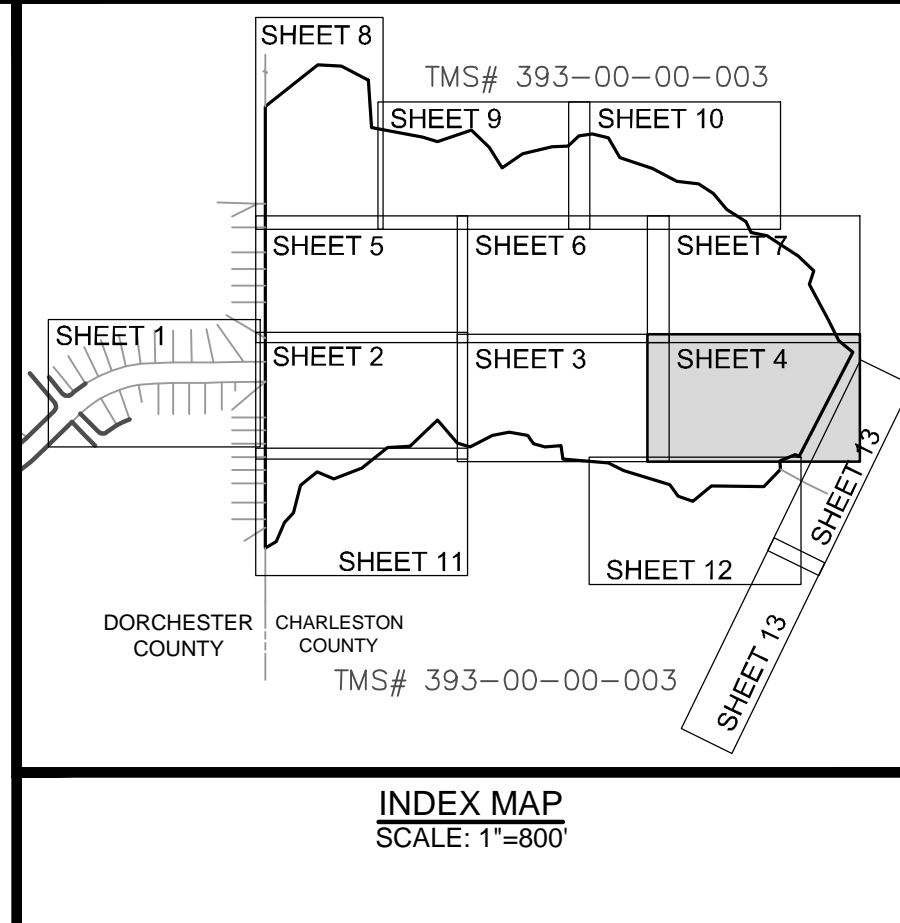 SHEET 8
TMS# 393-00-00-003
SHEET 9
SHEET 10
SHEET 5
SHEET 6
SHEET 7
SHEET 1
SHEET 2
SHEET 3
SHEET 4
SHEET 13
SHEET 11
SHEET 12
DORCHESTER
COUNTY
CHARLESTON
COUNTY
SHEET 13
TMS# 393-00-00-003
INDEX MAP
SCALE: 1"=800'